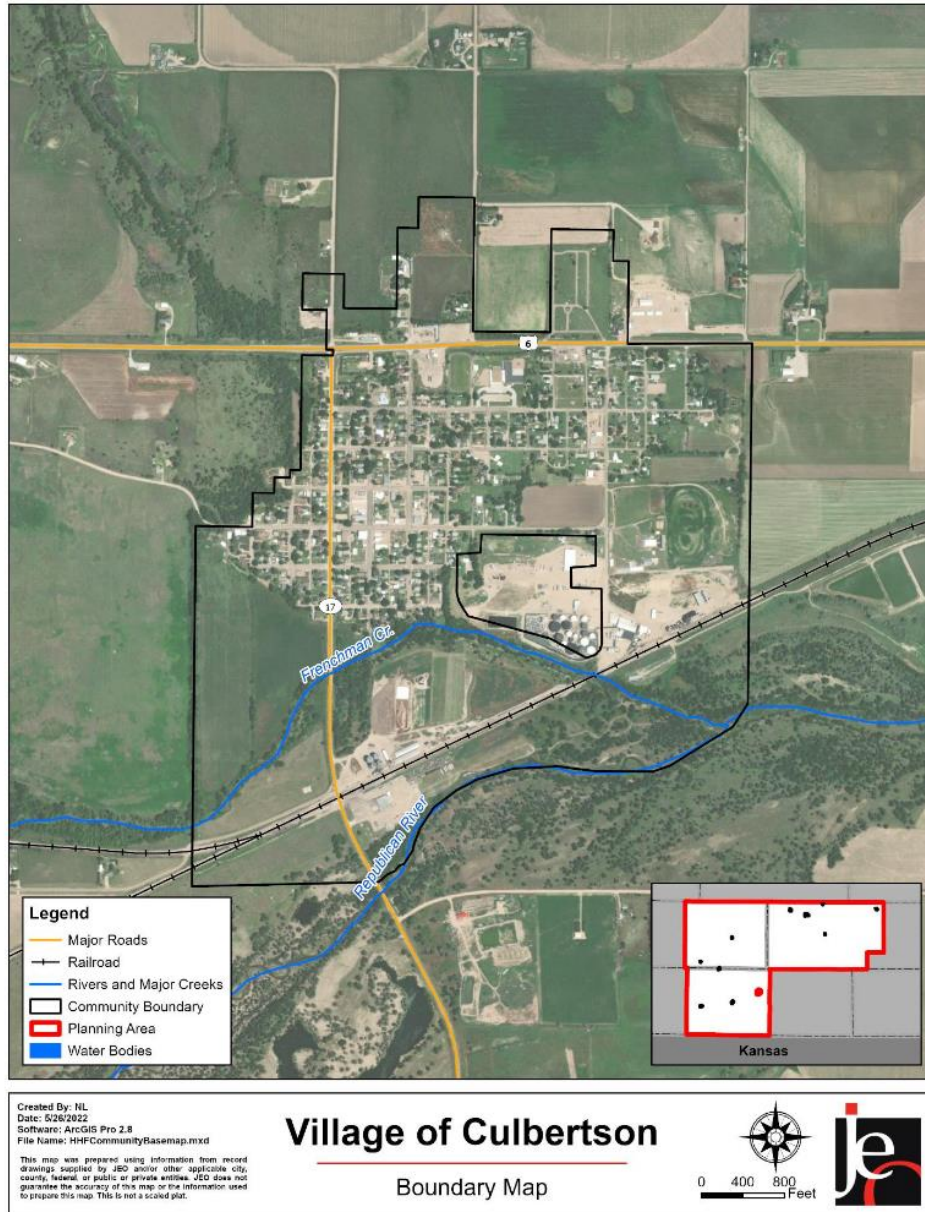 6
17
Frenchman Cr.
Republican River
Legend
Major Roads
Railroad
Rivers and Major Creeks
Community Boundary
Planning Area
Water Bodies
Kansas
Created By: NL
Date: 5/26/2022
Software: ArcGIS Pro 2.8
File Name: HHFCommunityBasemap.mxd
This map was prepared using information from record
drawings supplied by JEO and/or other applicable city,
county, federal, or public or private entities. JEO does not
guarantee the accuracy of this map or the information used
to prepare this map. This is not a scaled plat.
Village of Culbertson
Boundary Map
0 400 800
Feet
jeo